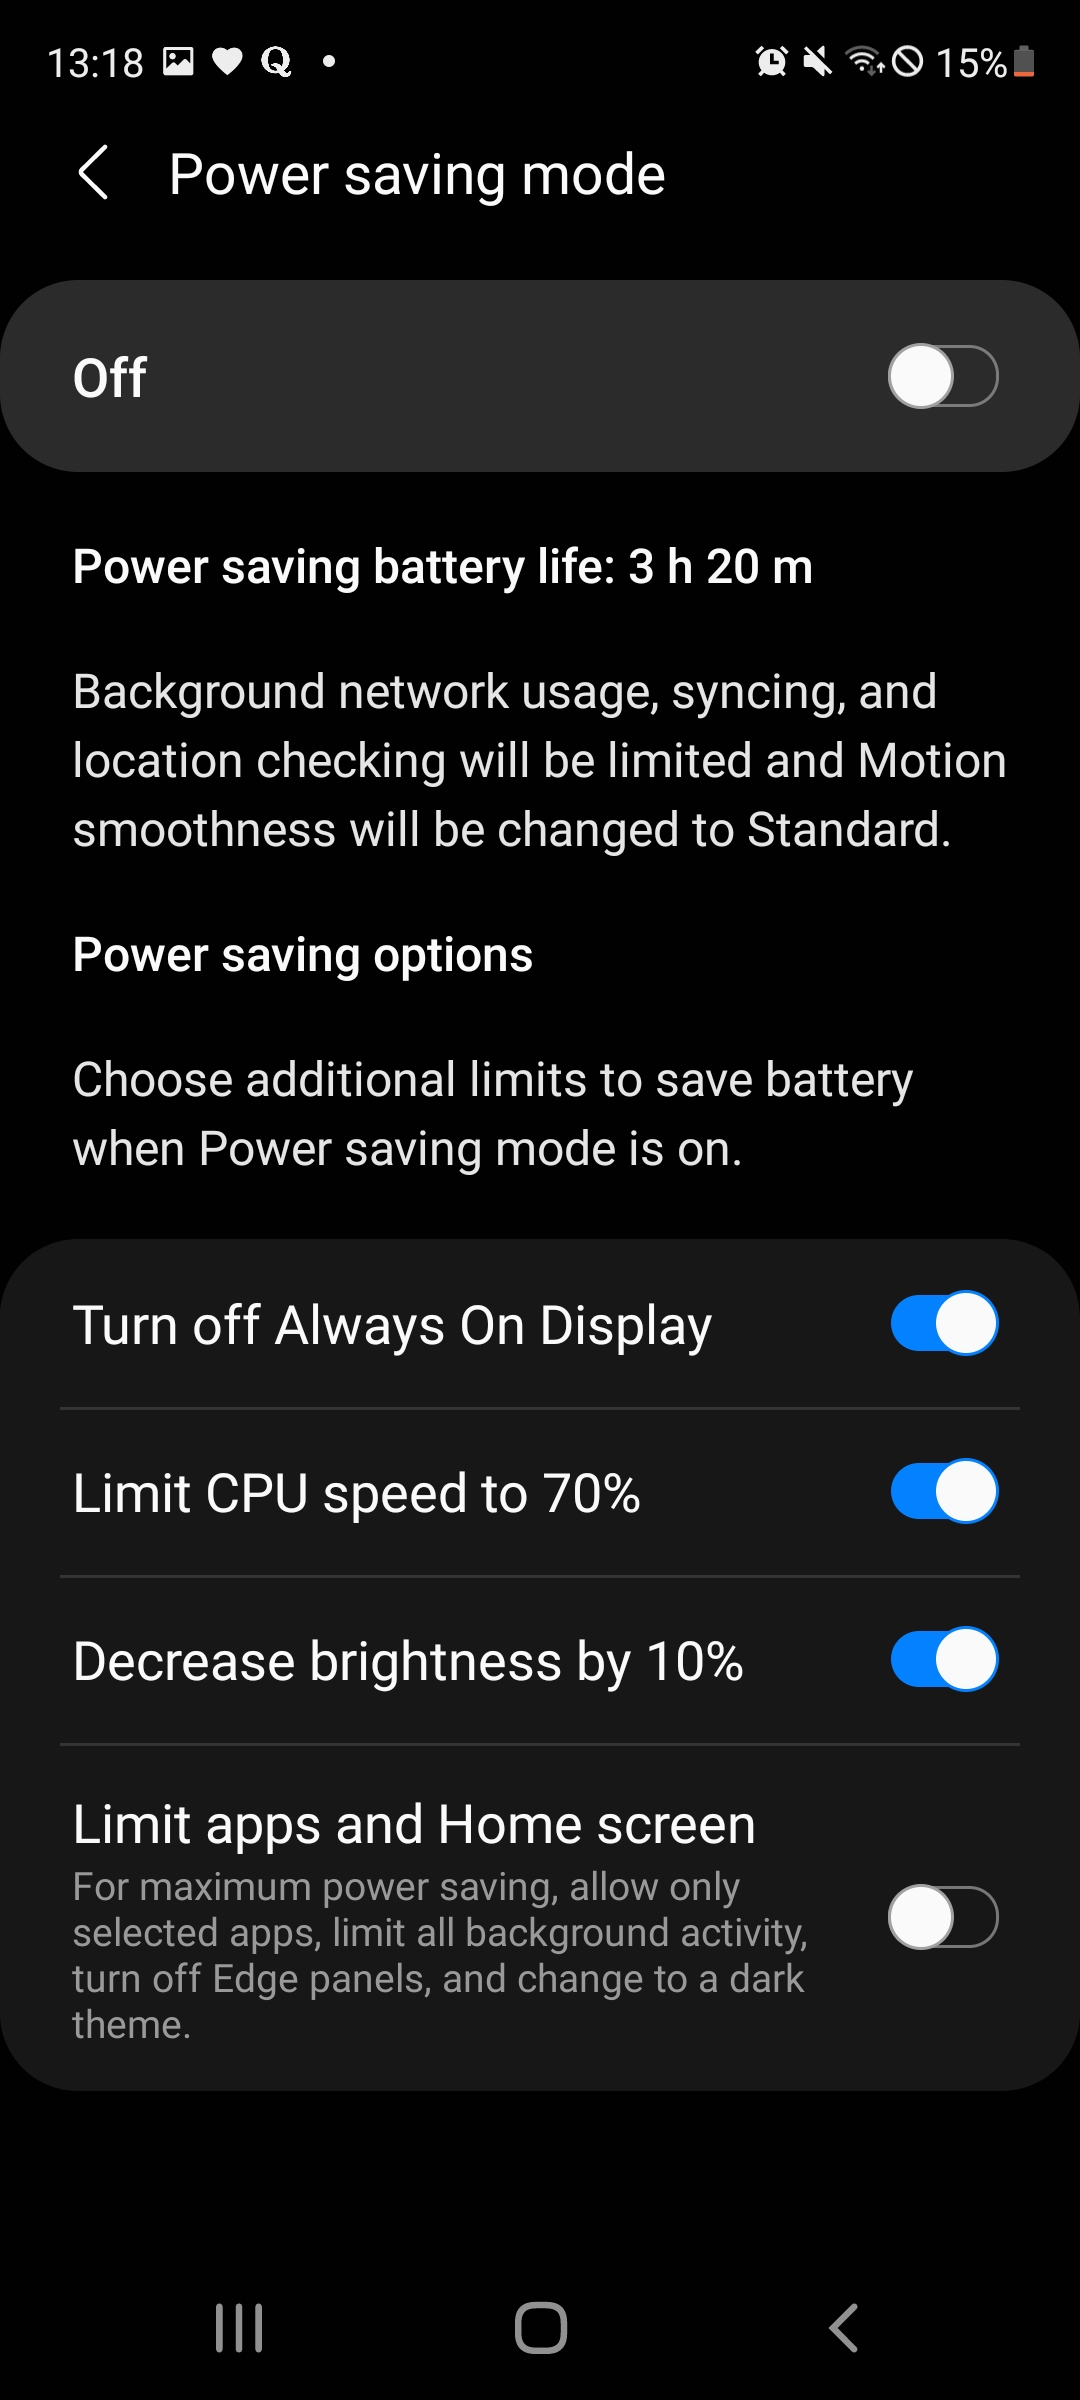 13:18 Q 15%
Power saving mode
Off
Power saving battery life: 3 h 20 m
Background network usage, syncing, and
location checking will be limited and Motion
smoothness will be changed to Standard.
Power saving options
Choose additional limits to save battery
when Power saving mode is on.
Turn off Always On Display
Limit CPU speed to 70%
Decrease brightness by 10%
Limit apps and Home screen
For maximum power saving, allow only
selected apps, limit all background activity,
turn off Edge panels, and change to a dark
theme.